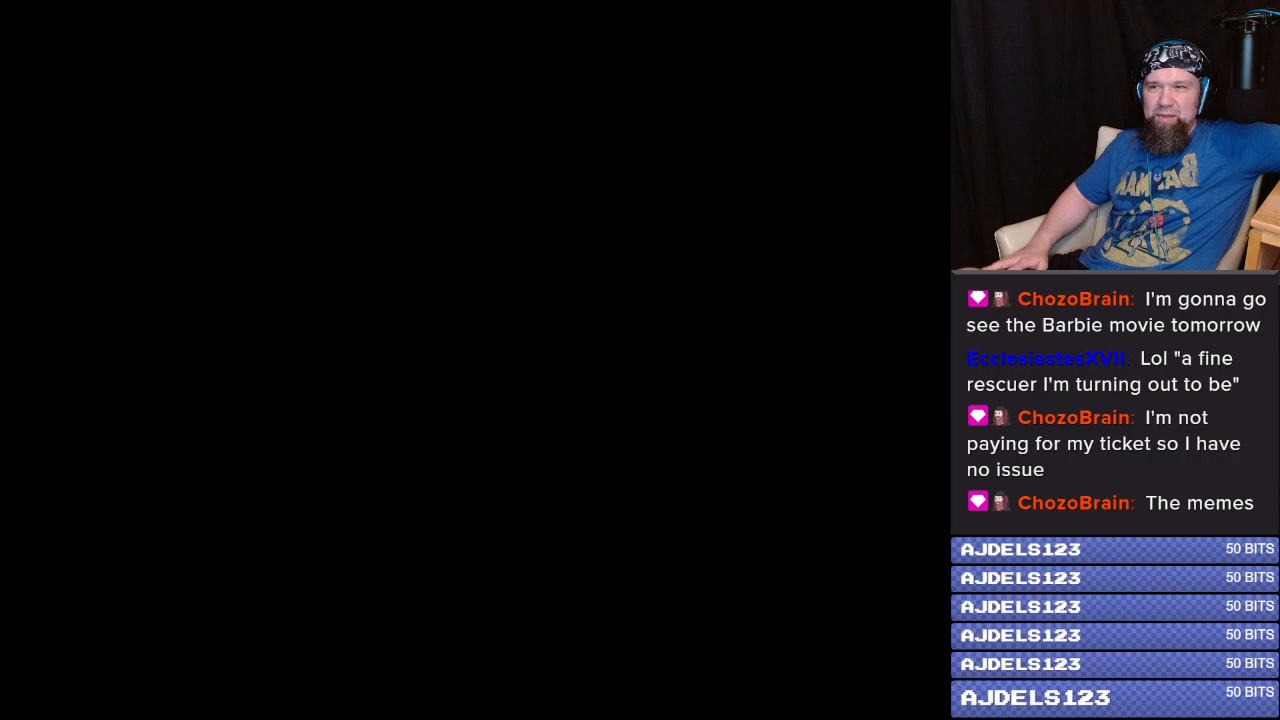 BATMAN
ChozoBrain: I'm gonna go
see the Barbie movie tomorrow
EcclesiastesXVII: Lol "a fine
rescuer I'm turning out to be"
ChozoBrain: I'm not
paying for my ticket so I have
no issue
ChozoBrain: The memes
AJDELS123 50 BITS
AJDELS123 50 BITS
AJDELS123 50 BITS
AJDELS123 50 BITS
AJDELS123 50 BITS
AJDELS123 50 BITS